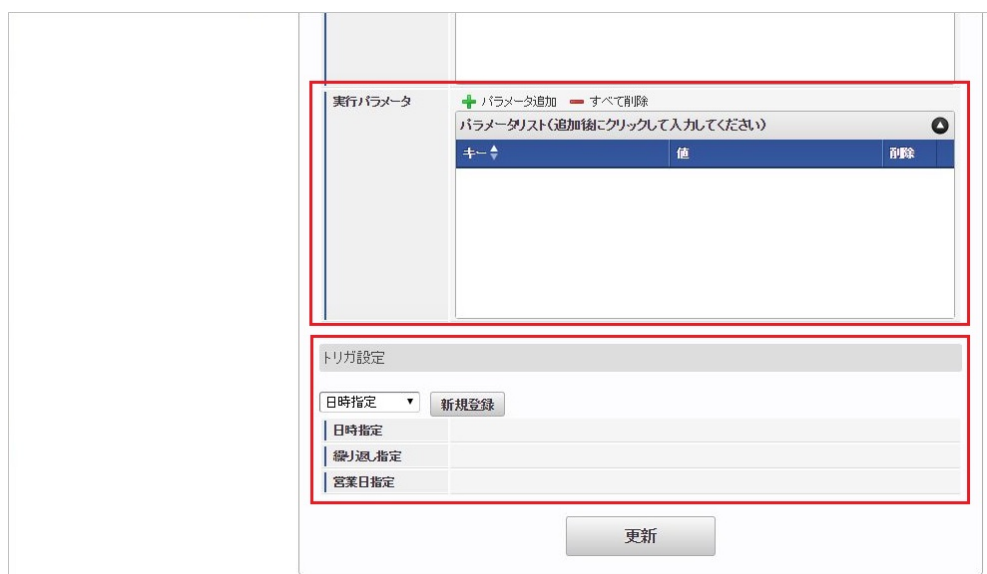 実行パラメータ
パラメータ追加 すべて削除
パラメータリスト(追加後にクリックして入力してください)
キー 値 削除
トリガ設定
日時指定 新規登録
日時指定
繰り返し指定
営業日指定
更新